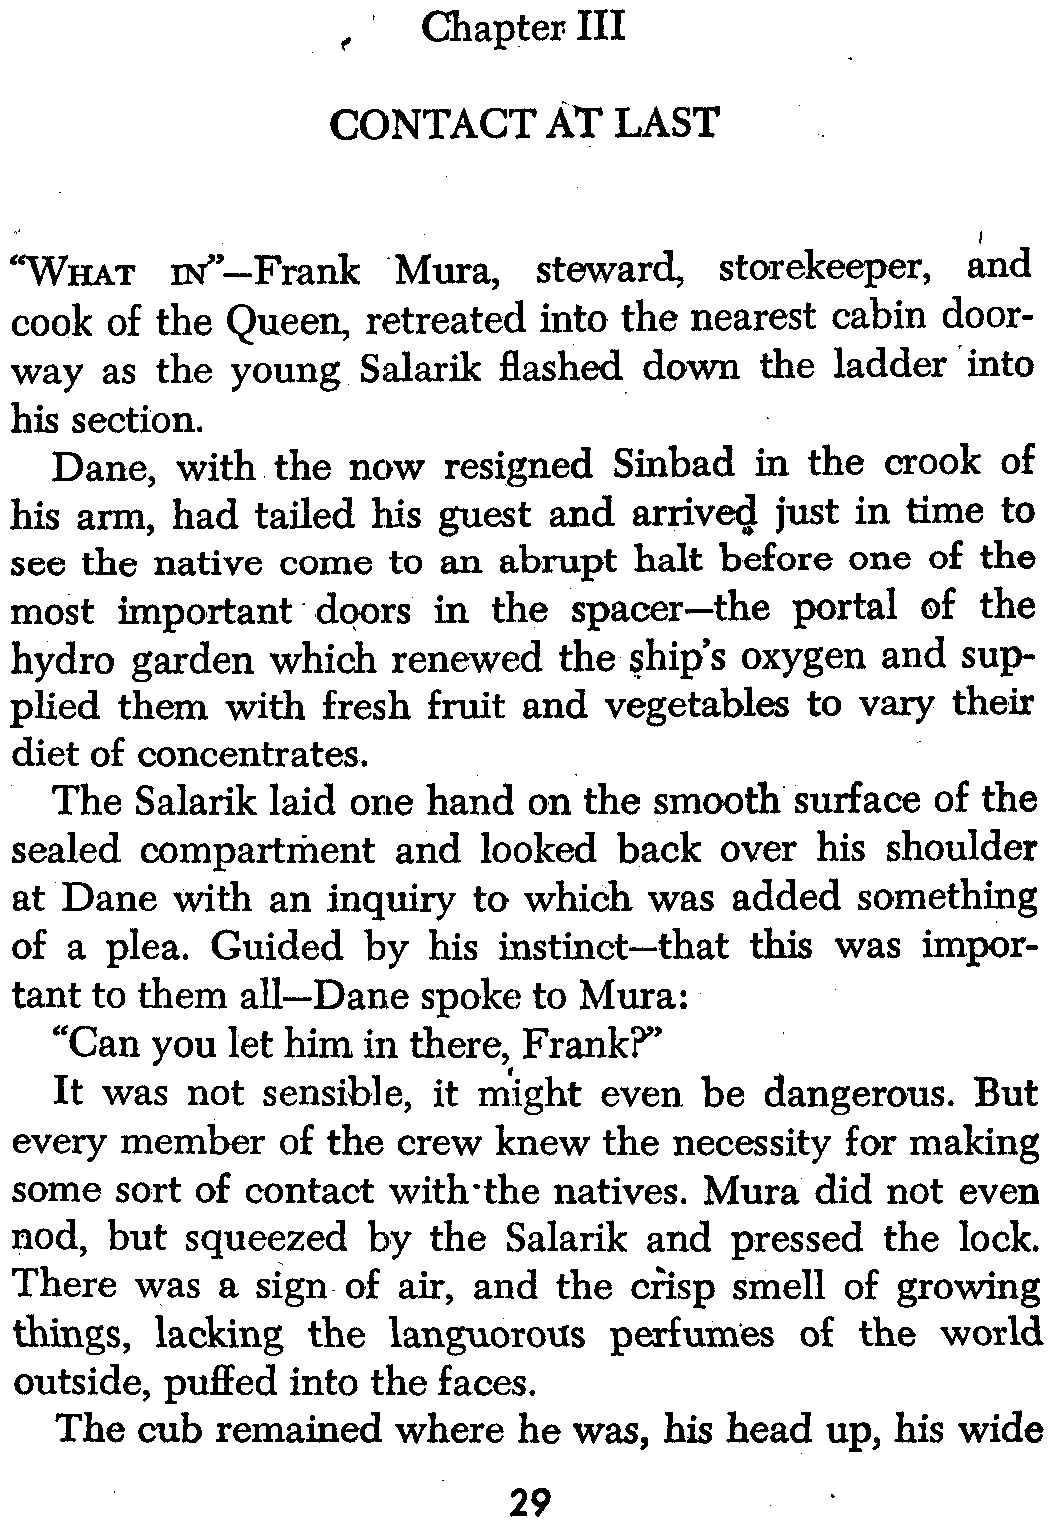 Chapter III
CONTACT AT LAST
“WHAT IN”—Frank Mura, steward, storekeeper, and
cook of the Queen, retreated into the nearest cabin door-
way as the young Salarik flashed down the ladder into
his section.
Dane, with the now resigned Sinbad in the crook of
his arm, had tailed his guest and arrived just in time to
see the native come to an abrupt halt before one of the
most important doors in the spacer—the portal of the
hydro garden which renewed the ship’s oxygen and sup-
plied them with fresh fruit and vegetables to vary their
diet of concentrates.
The Salarik laid one hand on the smooth surface of the
sealed compartment and looked back over his shoulder
at Dane with an inquiry to which was added something
of a plea. Guided by his instinct—that this was impor-
tant to them all—Dane spoke to Mura:
“Can you let him in there, Frank?”
It was not sensible, it might even be dangerous. But
every member of the crew knew the necessity for making
some sort of contact with the natives. Mura did not even
nod, but squeezed by the Salarik and pressed the lock.
There was a sign of air, and the crisp smell of growing
things, lacking the languorous perfumes of the world
outside, puffed into the faces.
The cub remained where he was, his head up, his wide
29